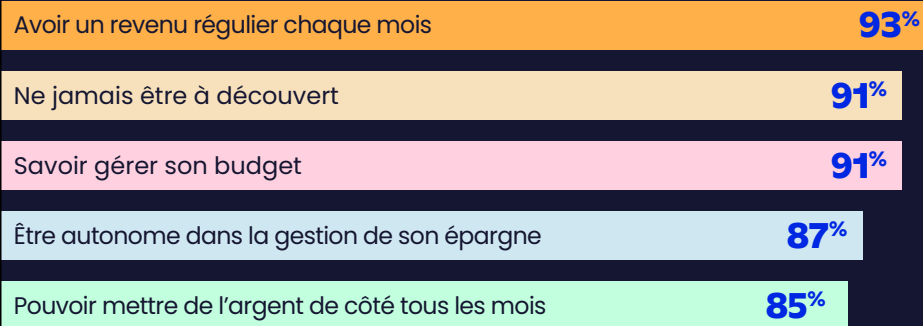 Avoir un revenu régulier chaque mois 93%
Ne jamais être à découvert 91%
Savoir gérer son budget 91%
Être autonome dans la gestion de son épargne 87%
Pouvoir mettre de l’argent de côté tous les mois 85%